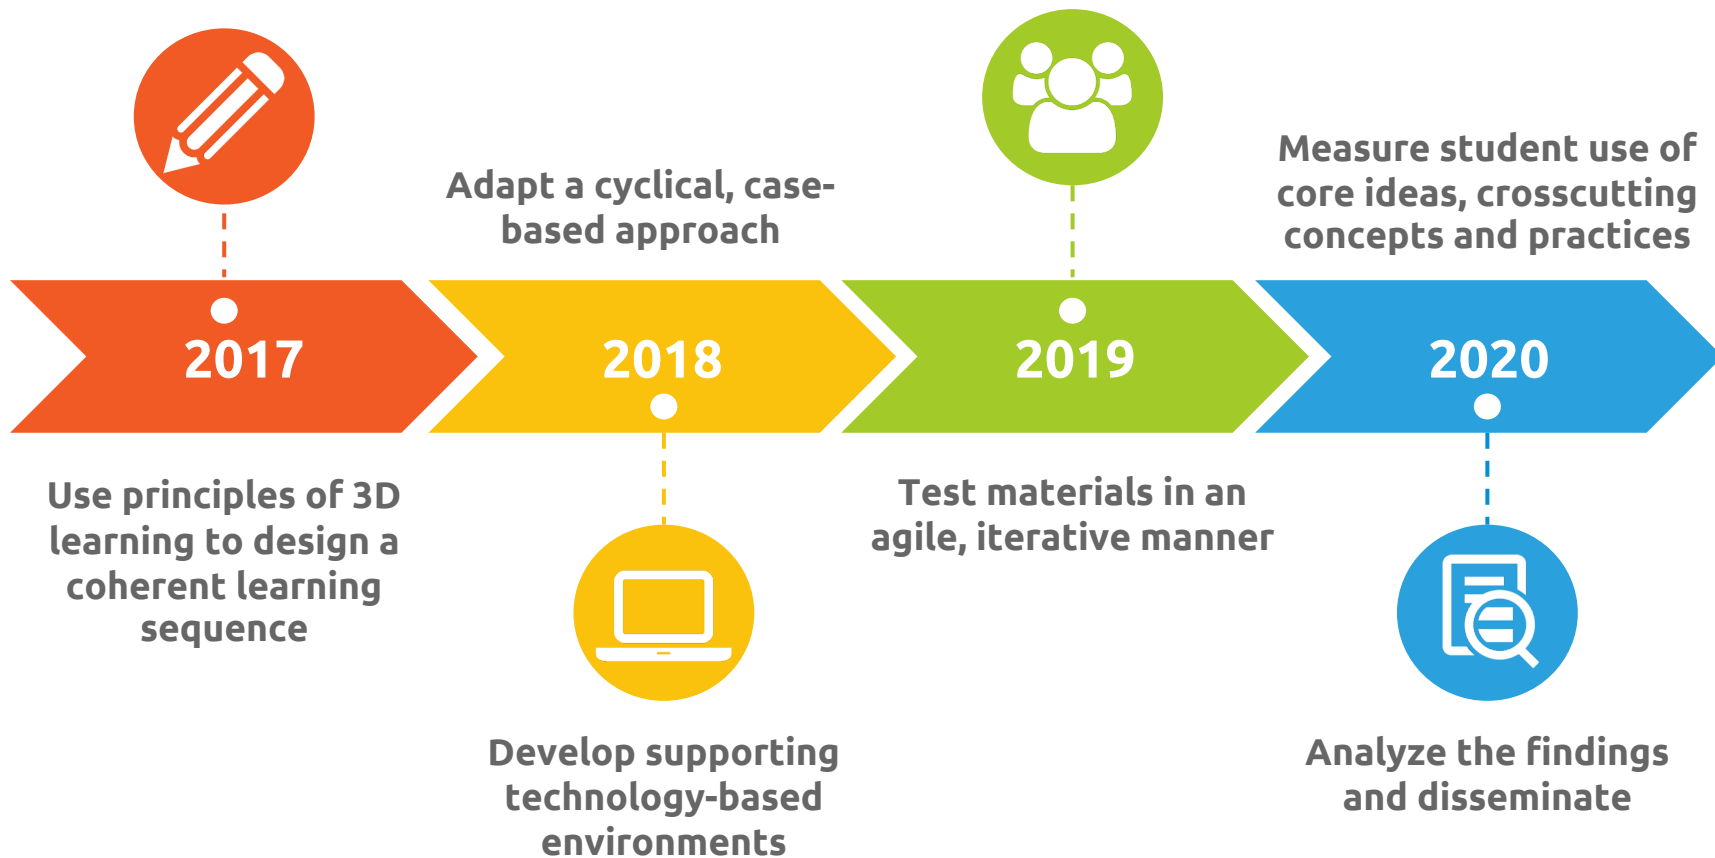 Adapt a cyclical, case-
based approach
Measure student use of
core ideas, crosscutting
concepts and practices
2017
2018
2019
2020
Use principles of 3D
learning to design a
coherent learning
sequence
Test materials in an
agile, iterative manner
Develop supporting
technology-based
environments
Analyze the findings
and disseminate